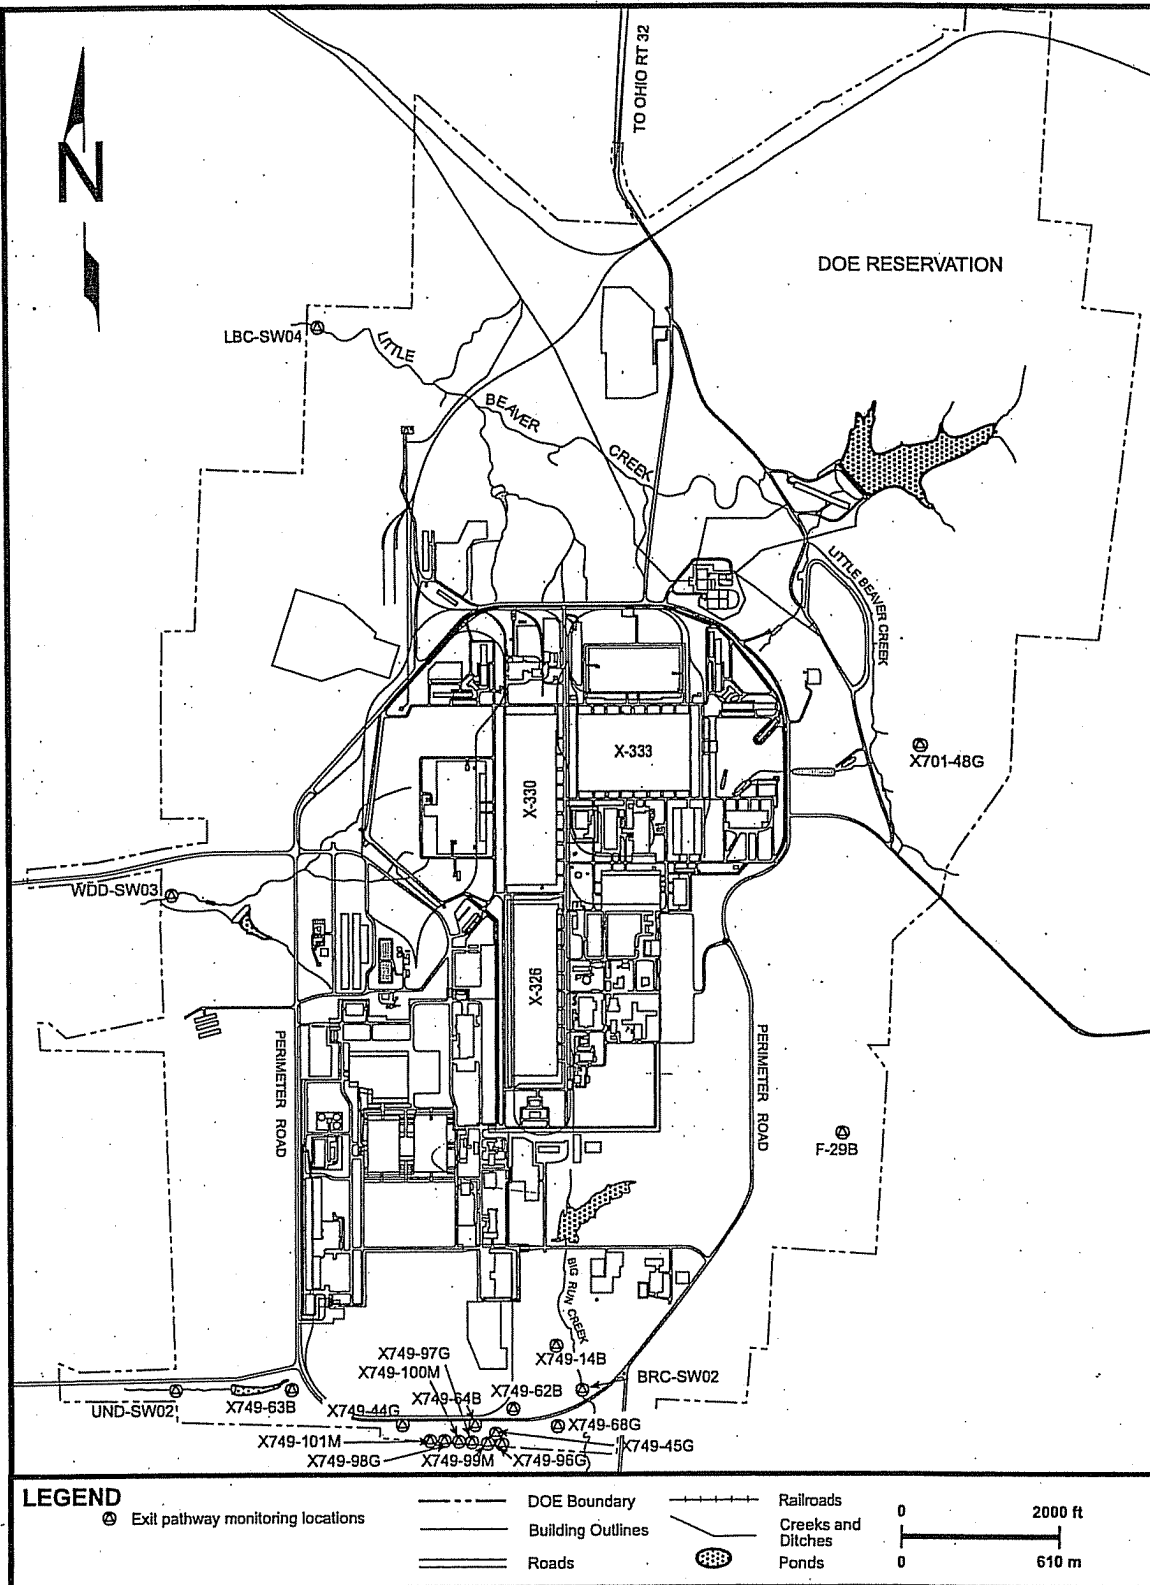 TO OHIO RT 32
N
DOE RESERVATION
LBC-SW04
LITTLE
BEAVER
CREEK
LITTLE BEAVER CREEK
X-333
X-330
X701-48G
WDD-SW03
X-326
PERIMETER ROAD
PERIMETER ROAD
F-29B
BIG RUN CREEK
X749-97G
X749-14B
X749-100M
BRC-SW02
X749-64B
X749-62B
UND-SW02
X749-63B
X749-44G
X749-68G
X749-101M
X749-45G
X749-98G
X749-99M
X749-96G
LEGEND
Exit pathway monitoring locations
DOE Boundary
Building Outlines
Roads
Railroads
Creeks and
Ditches
Ponds
0 2000 ft
0 610 m